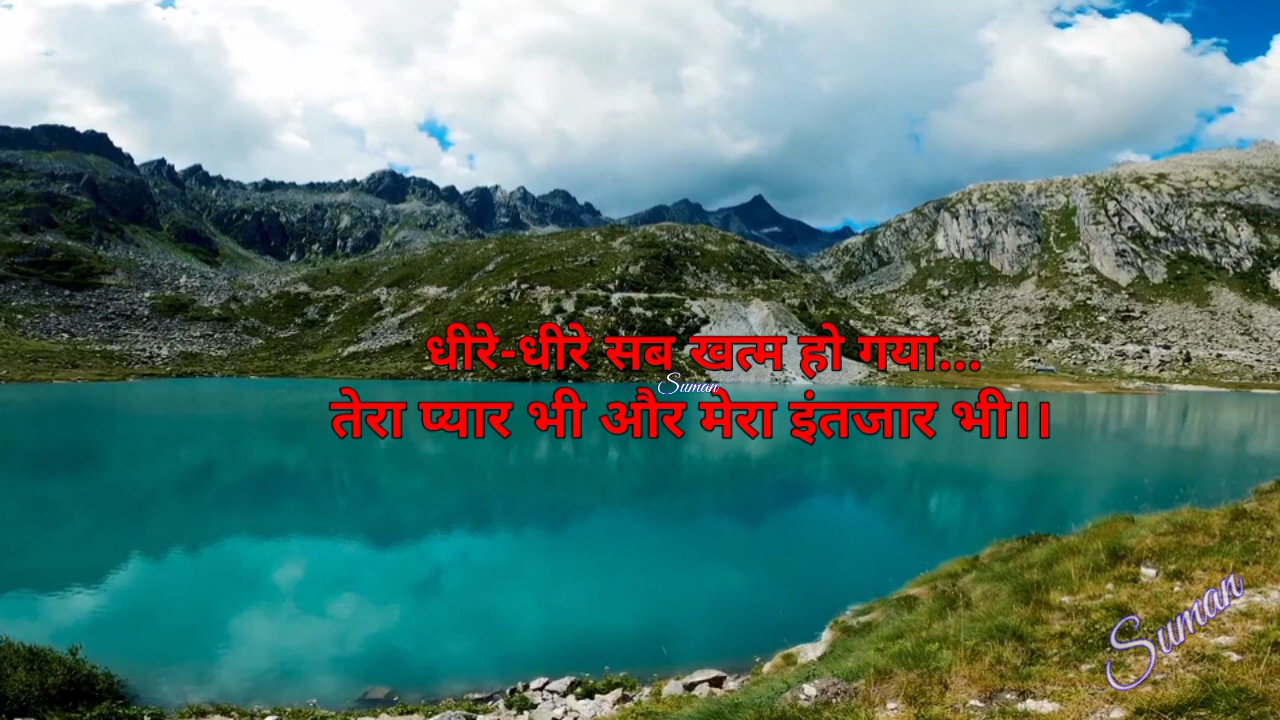 धीरे-धीरे सब खत्म हो गया...
Suman
तेरा प्यार भी और मेरा इंतजार भी।।
Suman